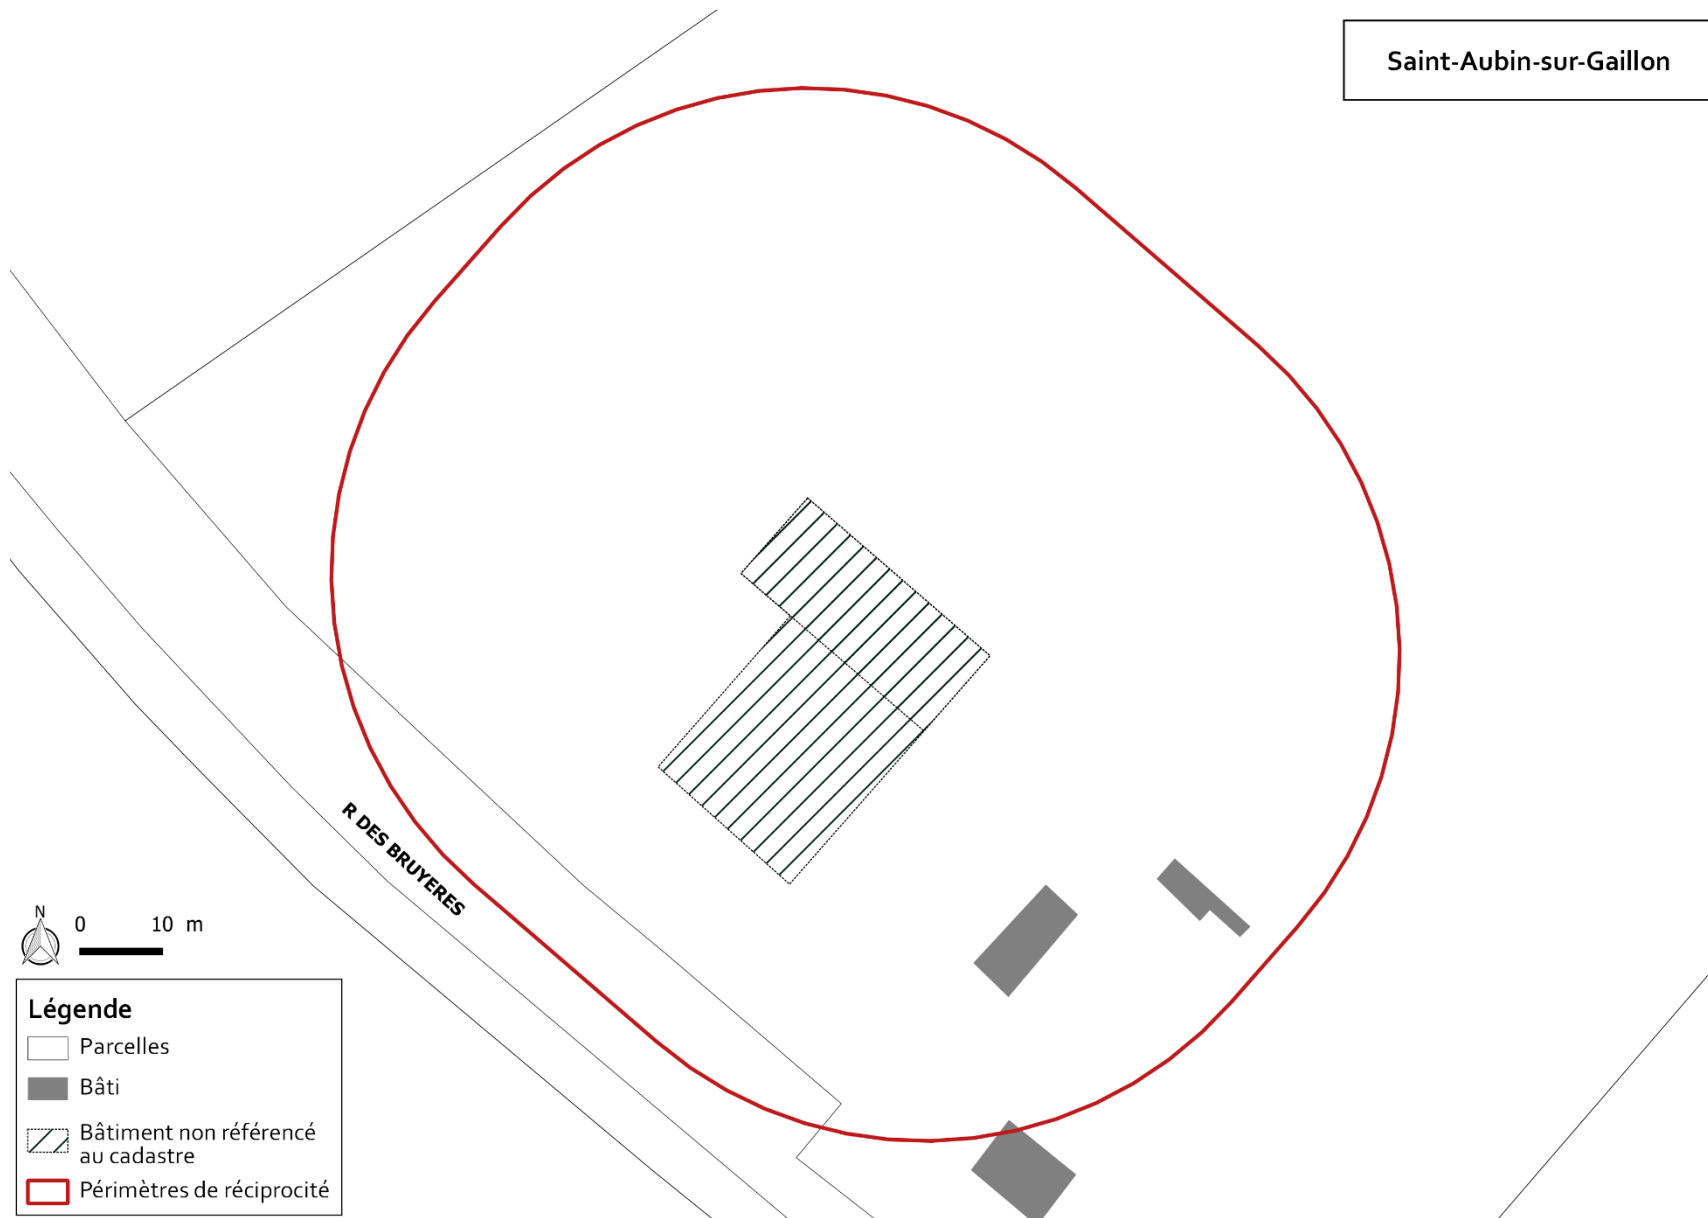 Saint-Aubin-sur-Gaillon
R DES BRUYERES
N
0 10 m
Légende
Parcelles
Bâti
Bâtiment non référencé
au cadastre
Périmètres de réciprocité